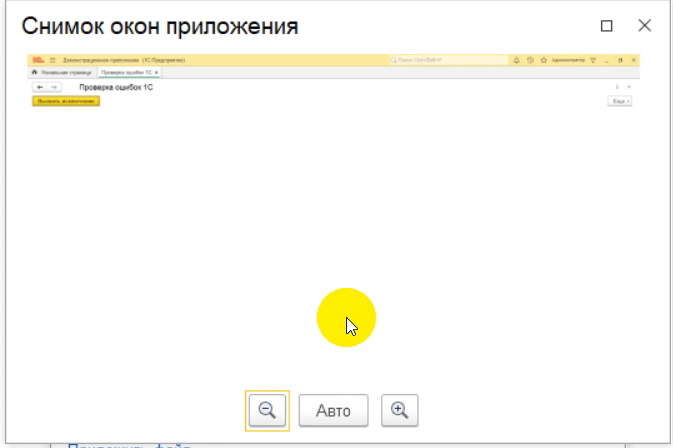 Снимок окон приложения
1С Демонстрационное приложение (1С:Предприятие) Поиск Ctrl+Shift+F администратор
Начальная страница Проверка ошибок 1С ×
Проверка ошибок 1С
Вызвать исключение Еще
Авто
Приложить файл